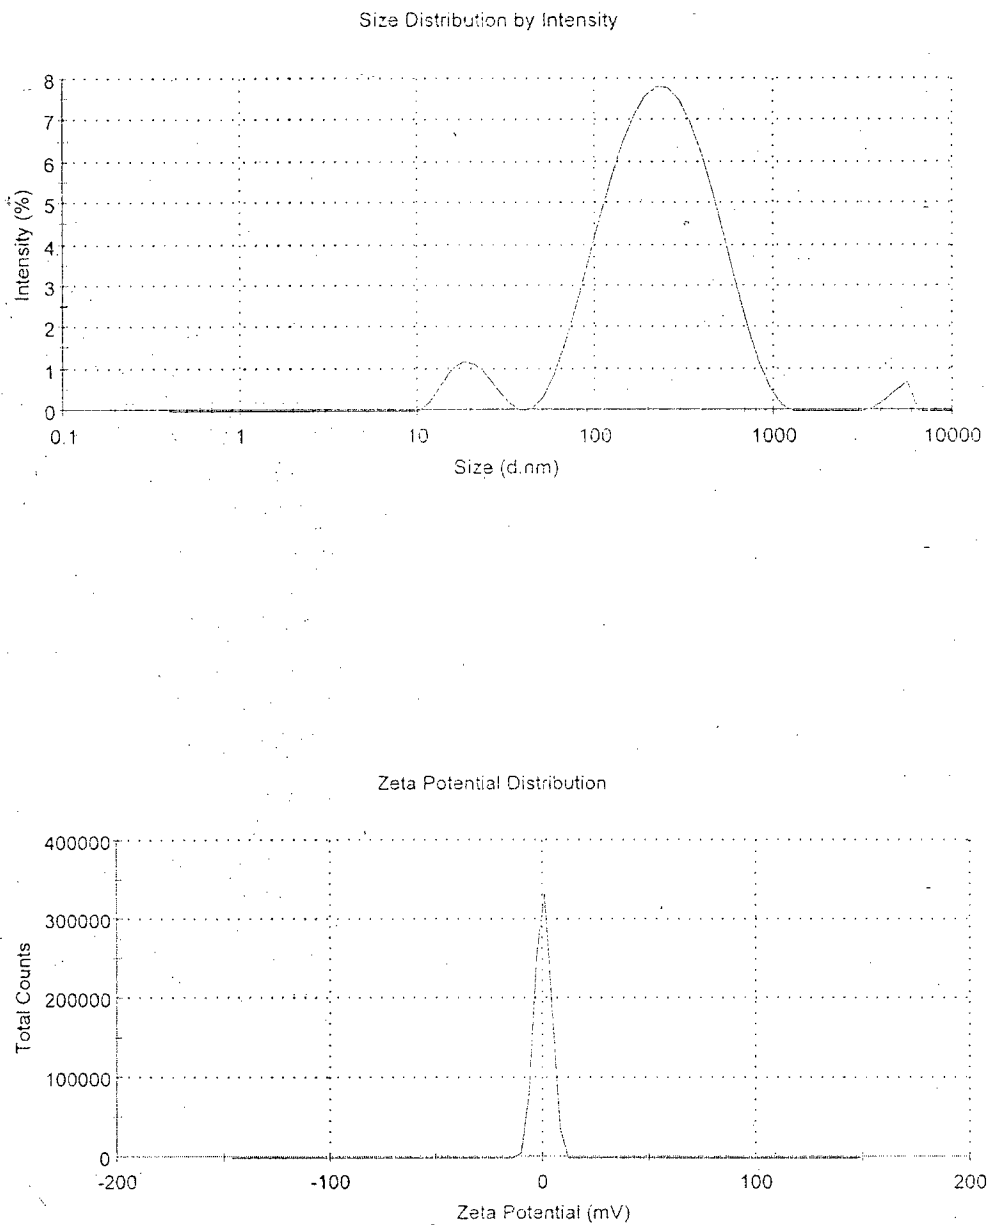 Size Distribution by Intensity
8
7
6
5
4
3
2
1
0
Intensity (%)
0.1 1 10 100 1000 10000
Size (d.nm)
Zeta Potential Distribution
400000
300000
200000
100000
0
Total Counts
-200 -100 0 100 200
Zeta Potential (mV)